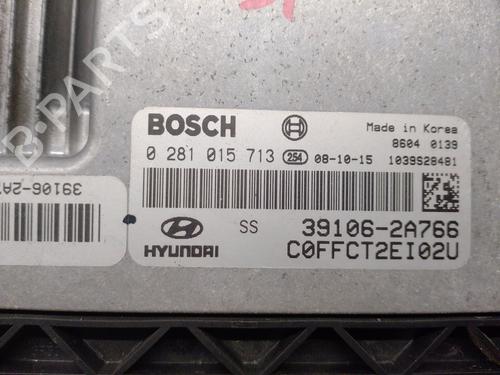 B-PARTS
BOSCH
Made in Korea
8604 0139
0 281 015 713 254 08-10-15 1039S28481
39106-2A7
SS 39106-2A766
HYUNDAI C0FFCT2EI02U